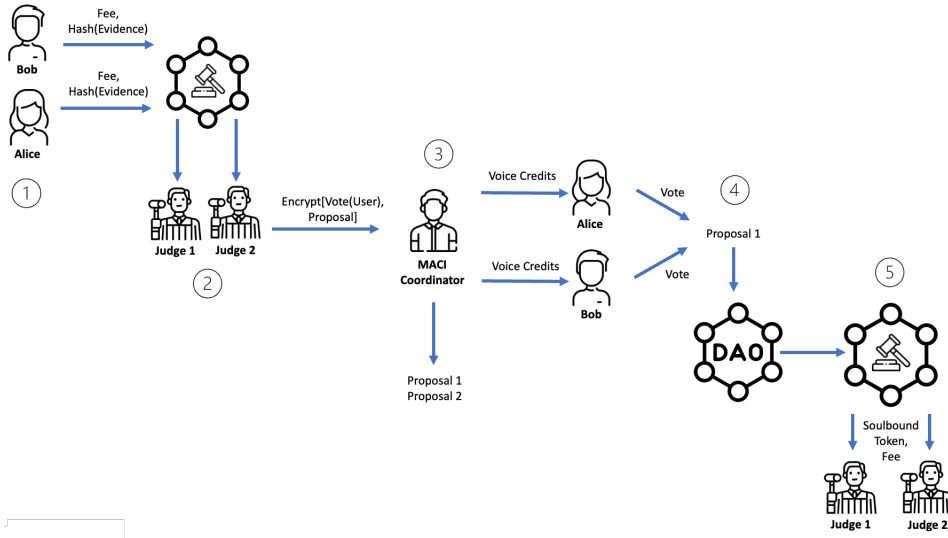 Fee,
Hash(Evidence)
Bob
Fee,
Hash(Evidence)
Alice
1
Judge 1
Judge 2
2
Encrypt[Vote(User),
Proposal]
3
MACI
Coordinator
Proposal 1
Proposal 2
Voice Credits
Alice
Voice Credits
Bob
Vote
Vote
4
Proposal 1
DAO
5
Soulbound
Token,
Fee
Judge 1
Judge 2